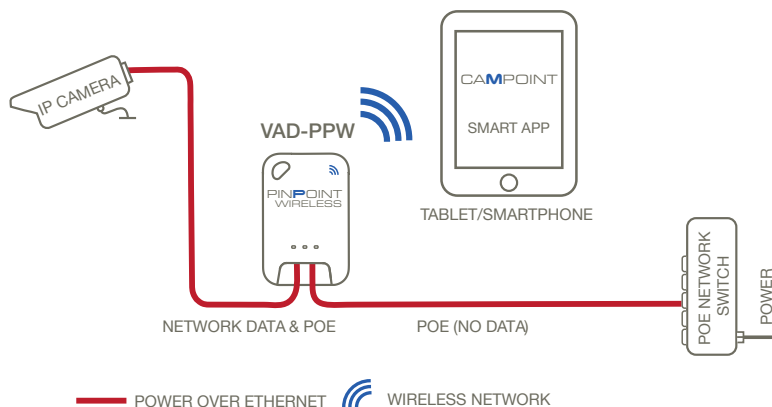 IP CAMERA
VAD-PPW
PINPOINT
WIRELESS
CAMPOINT
SMART APP
TABLET/SMARTPHONE
NETWORK DATA & POE
POE (NO DATA)
POE NETWORK
SWITCH
POWER
POWER OVER ETHERNET
WIRELESS NETWORK